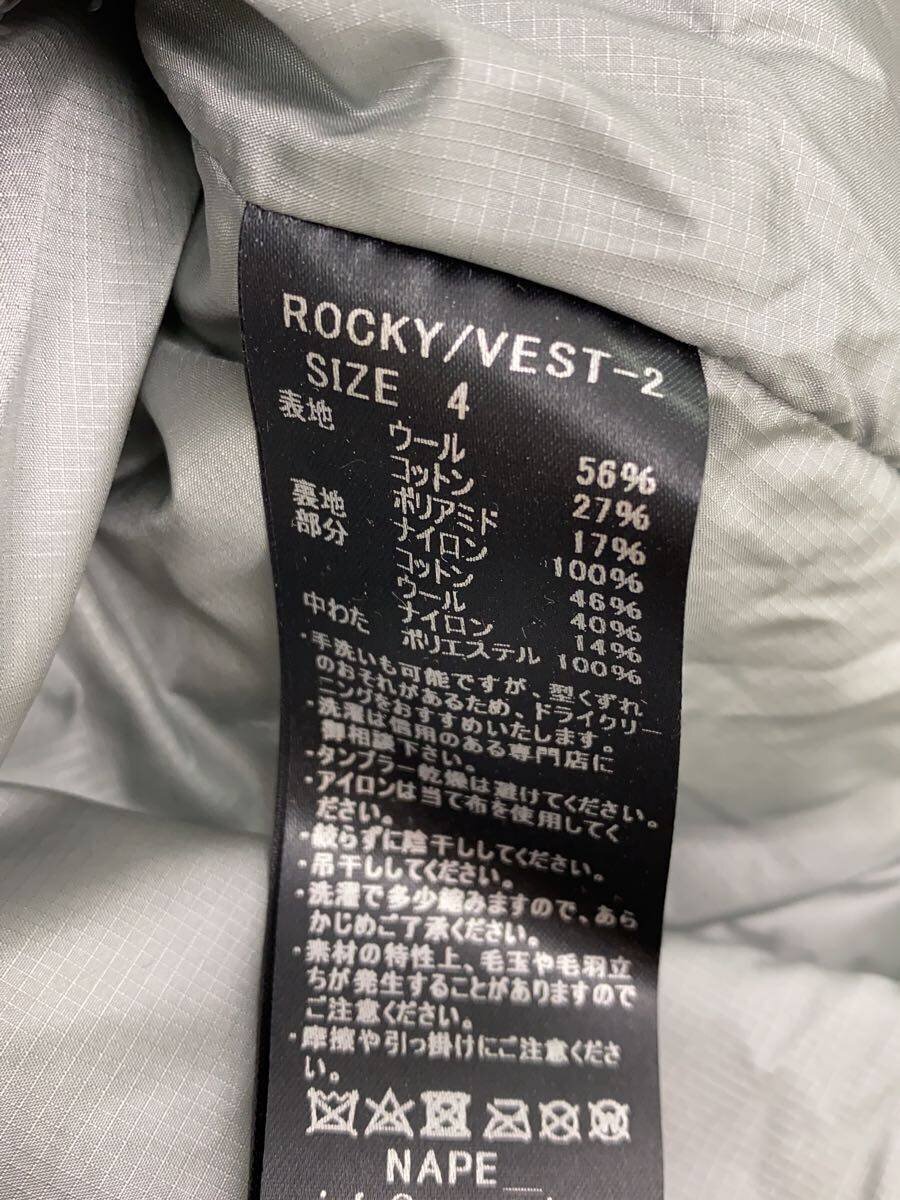 ROCKY/VEST-2
SIZE 4
表地 ウール 56%
コットン 27%
ポリアミド 17%
裏地 ナイロン 100%
部分 コットン 46%
ウール 40%
ナイロン 14%
中わた ポリエステル 100%
・手洗いも可能ですが、型くずれ
のおそれがあるため、ドライクリー
ニングをおすすめいたします。
・洗濯は信用のある専門店に
御相談下さい。
・タンブラー乾燥は避けてください。
・アイロンは当て布を使用してく
ださい。
・絞らずに陰干ししてください。
・吊干ししてください。
・洗濯で多少縮みますので、あら
かじめご了承ください。
・素材の特性上、毛玉や毛羽立
ちが発生することがありますので
ご注意ください。
・摩擦や引っ掛けにご注意くださ
い。
W
NAPE_